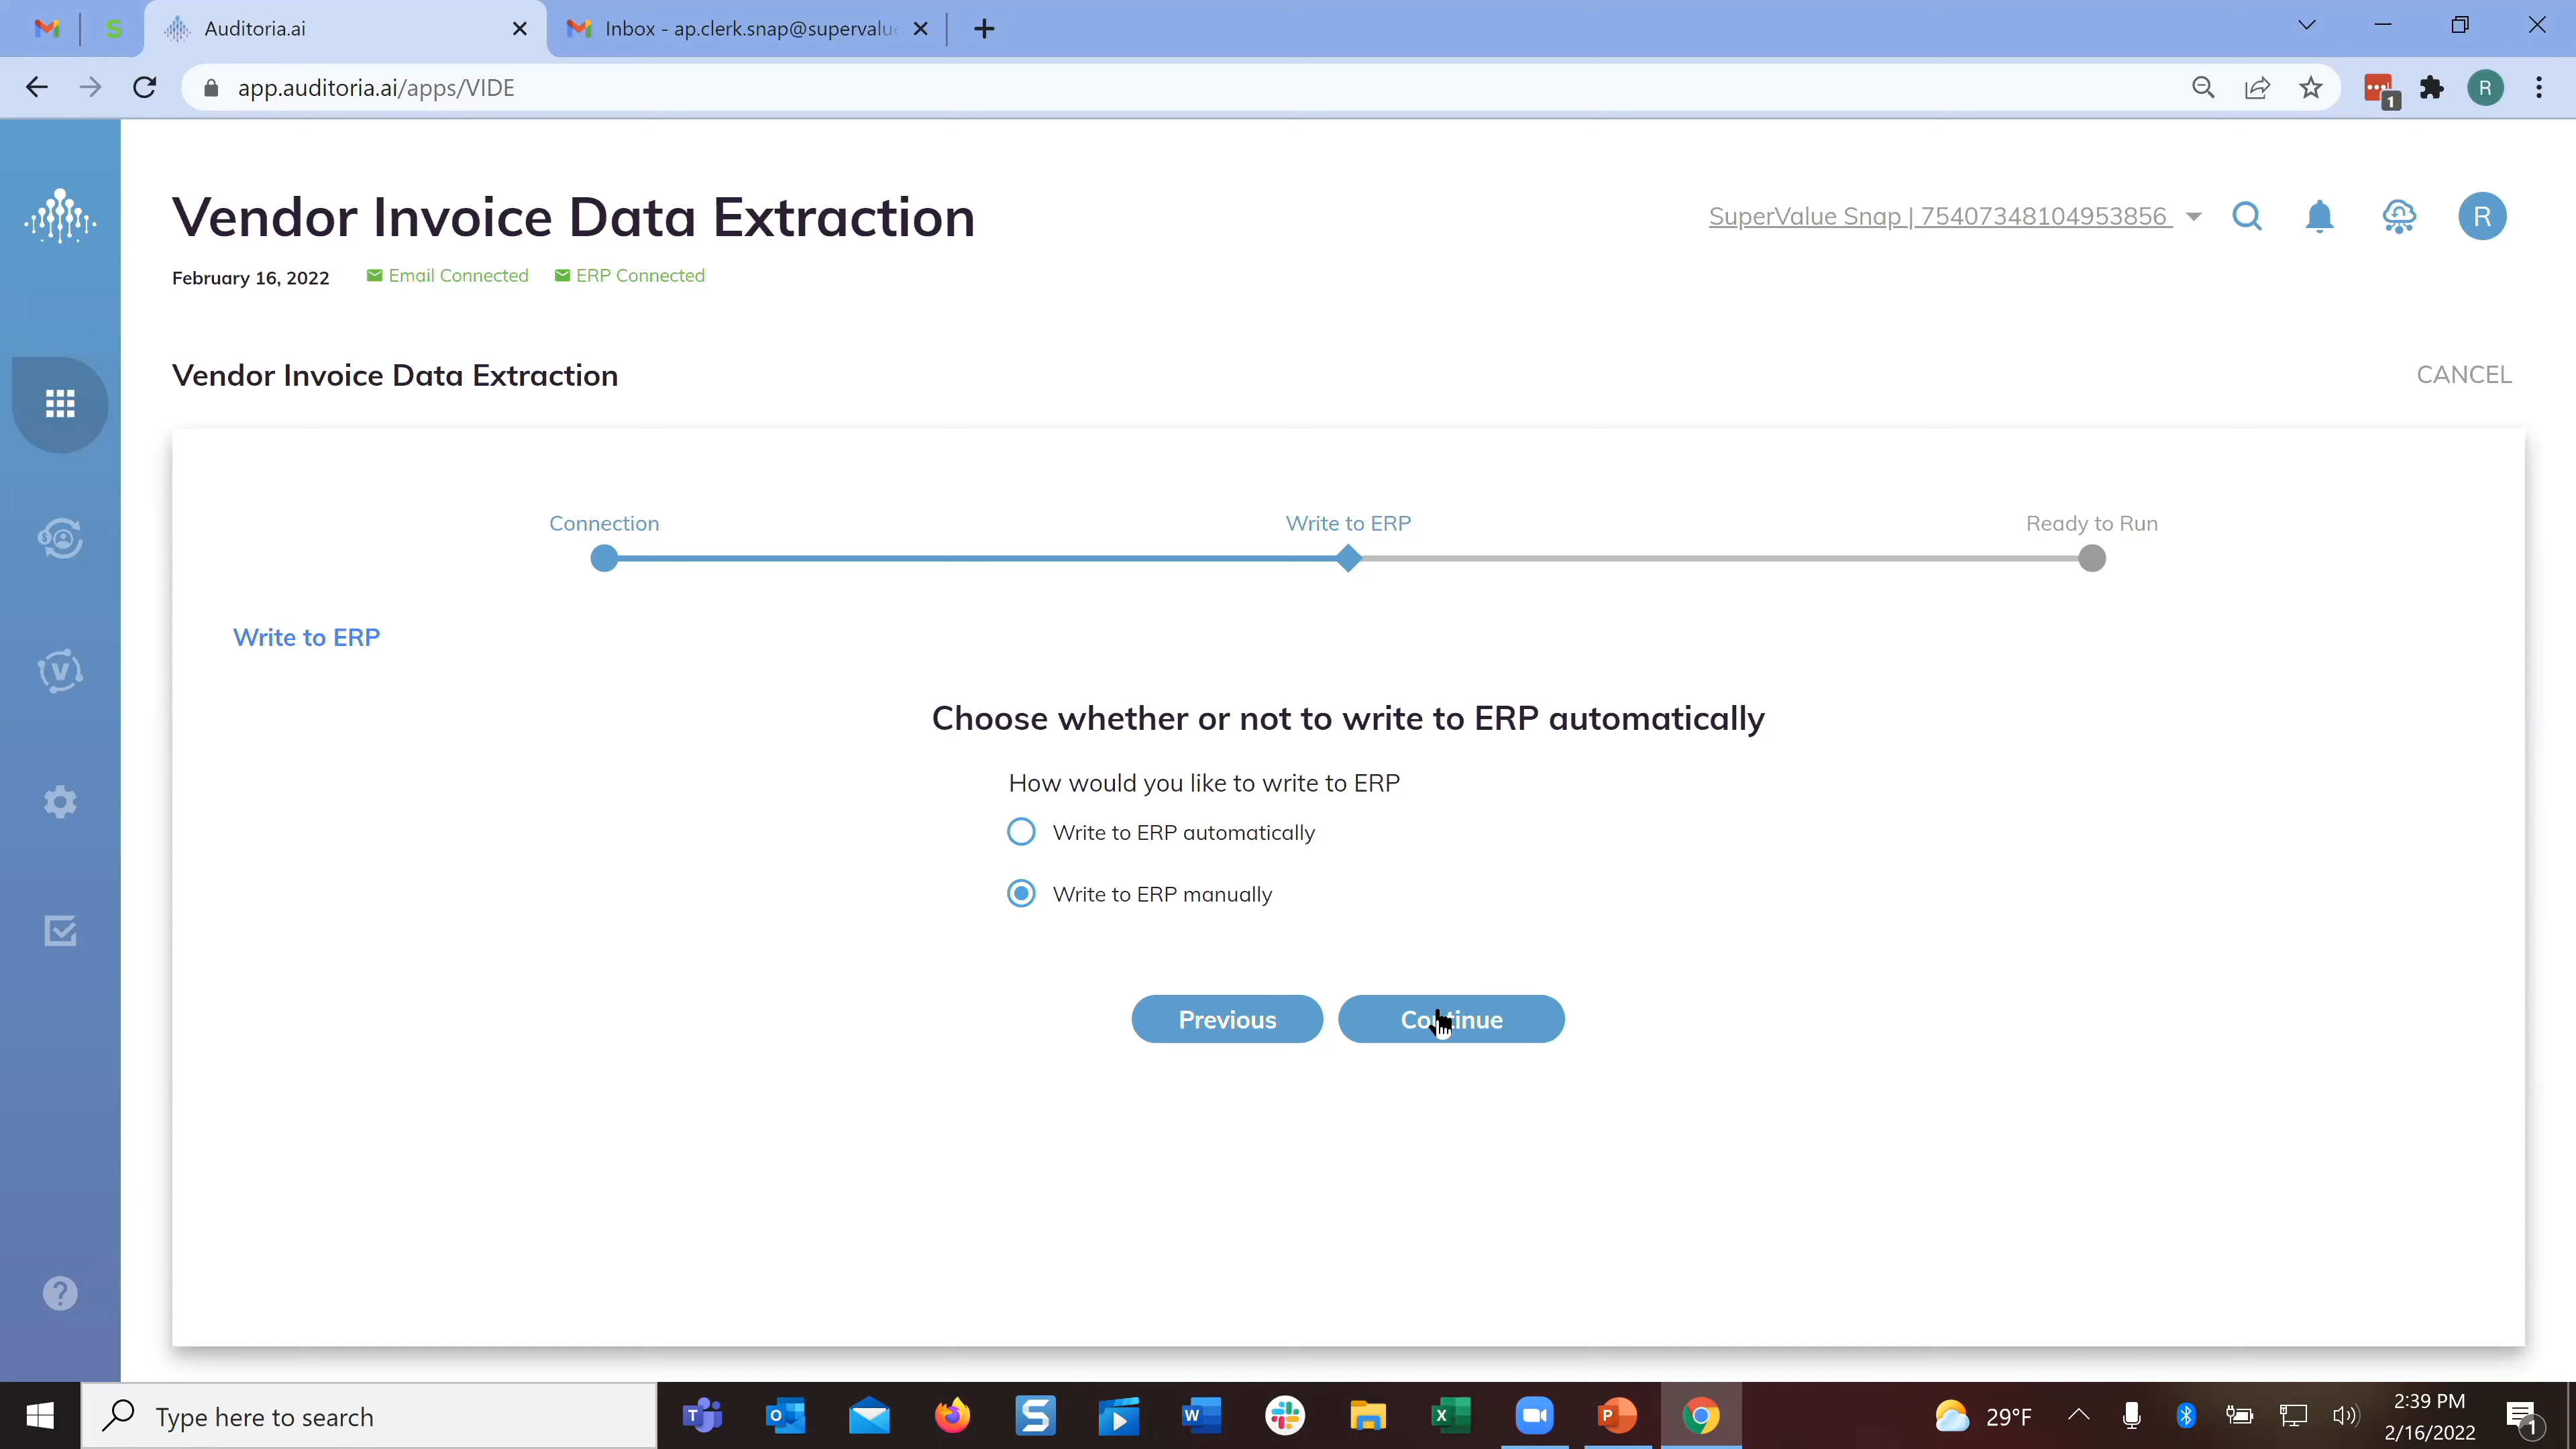 S
Auditoria.ai
Inbox - ap.clerk.snap@supervalu
app.auditoria.ai/apps/VIDE
1
R
Vendor Invoice Data Extraction
SuperValue Snap | 75407348104953856
R
February 16, 2022
Email Connected
ERP Connected
Vendor Invoice Data Extraction
CANCEL
Connection
Write to ERP
Ready to Run
Write to ERP
Choose whether or not to write to ERP automatically
How would you like to write to ERP
Write to ERP automatically
Write to ERP manually
Previous
Continue
V
?
Type here to search
29°F
2:39 PM
2/16/2022
1